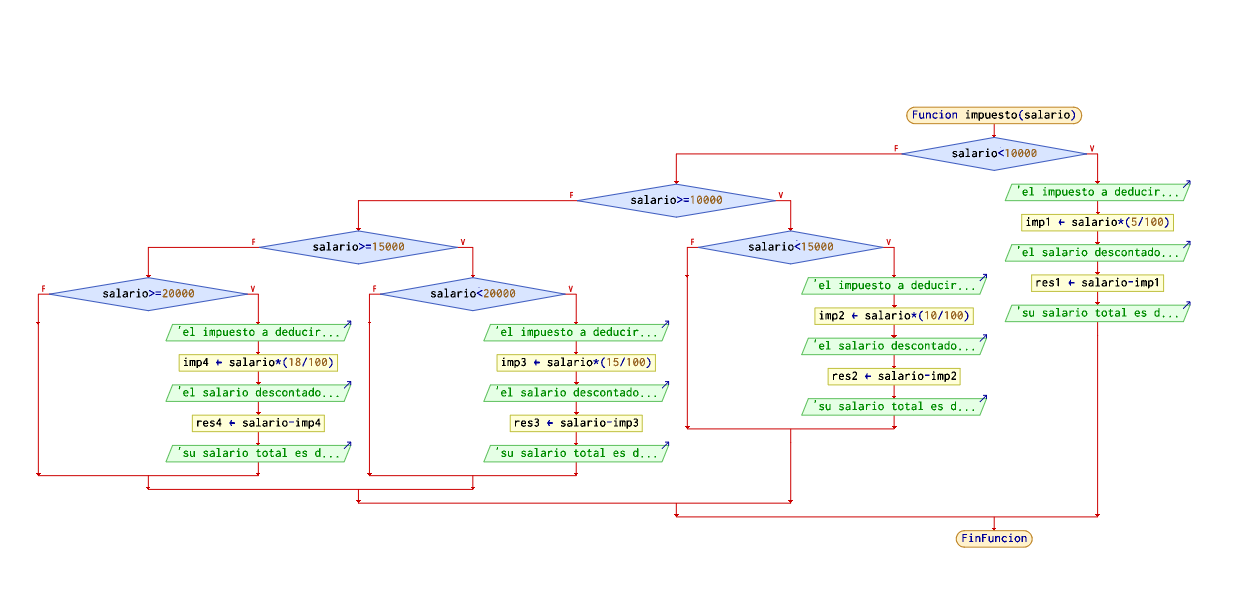 Funcion impuesto(salario)
salario<10000
F
V
salario>=10000
F
V
'el impuesto a deducir...
imp1 ← salario*(5/100)
'el salario descontado...
res1 ← salario-imp1
'su salario total es d...
salario>=15000
F
V
salario<15000
F
V
'el impuesto a deducir...
imp2 ← salario*(10/100)
'el salario descontado...
res2 ← salario-imp2
'su salario total es d...
salario>=20000
F
V
salario<20000
F
V
'el impuesto a deducir...
imp4 ← salario*(18/100)
'el salario descontado...
res4 ← salario-imp4
'su salario total es d...
'el impuesto a deducir...
imp3 ← salario*(15/100)
'el salario descontado...
res3 ← salario-imp3
'su salario total es d...
FinFuncion